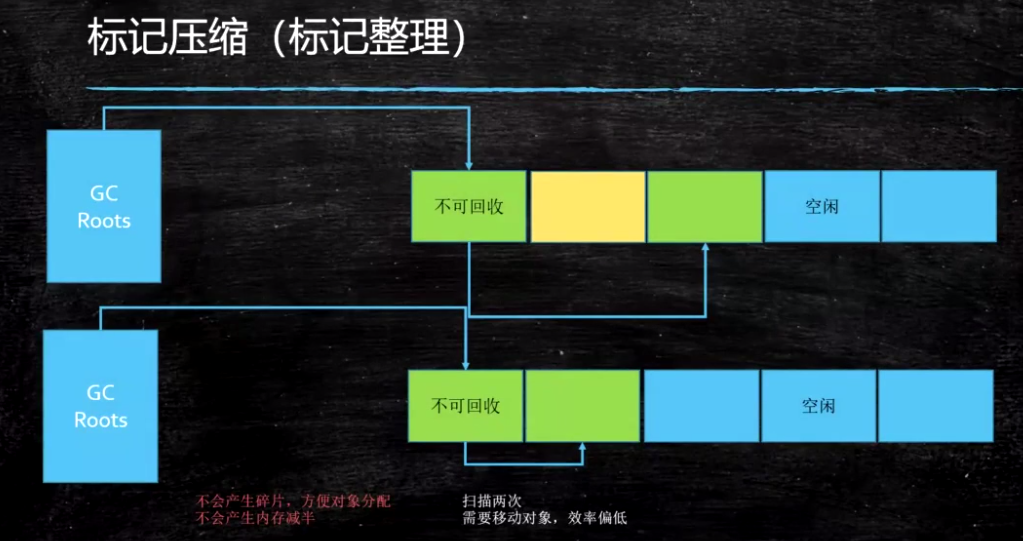 标记压缩（标记整理）
GC
Roots
不可回收
空闲
GC
Roots
不可回收
空闲
不会产生碎片，方便对象分配
不会产生内存减半
扫描两次
需要移动对象，效率偏低